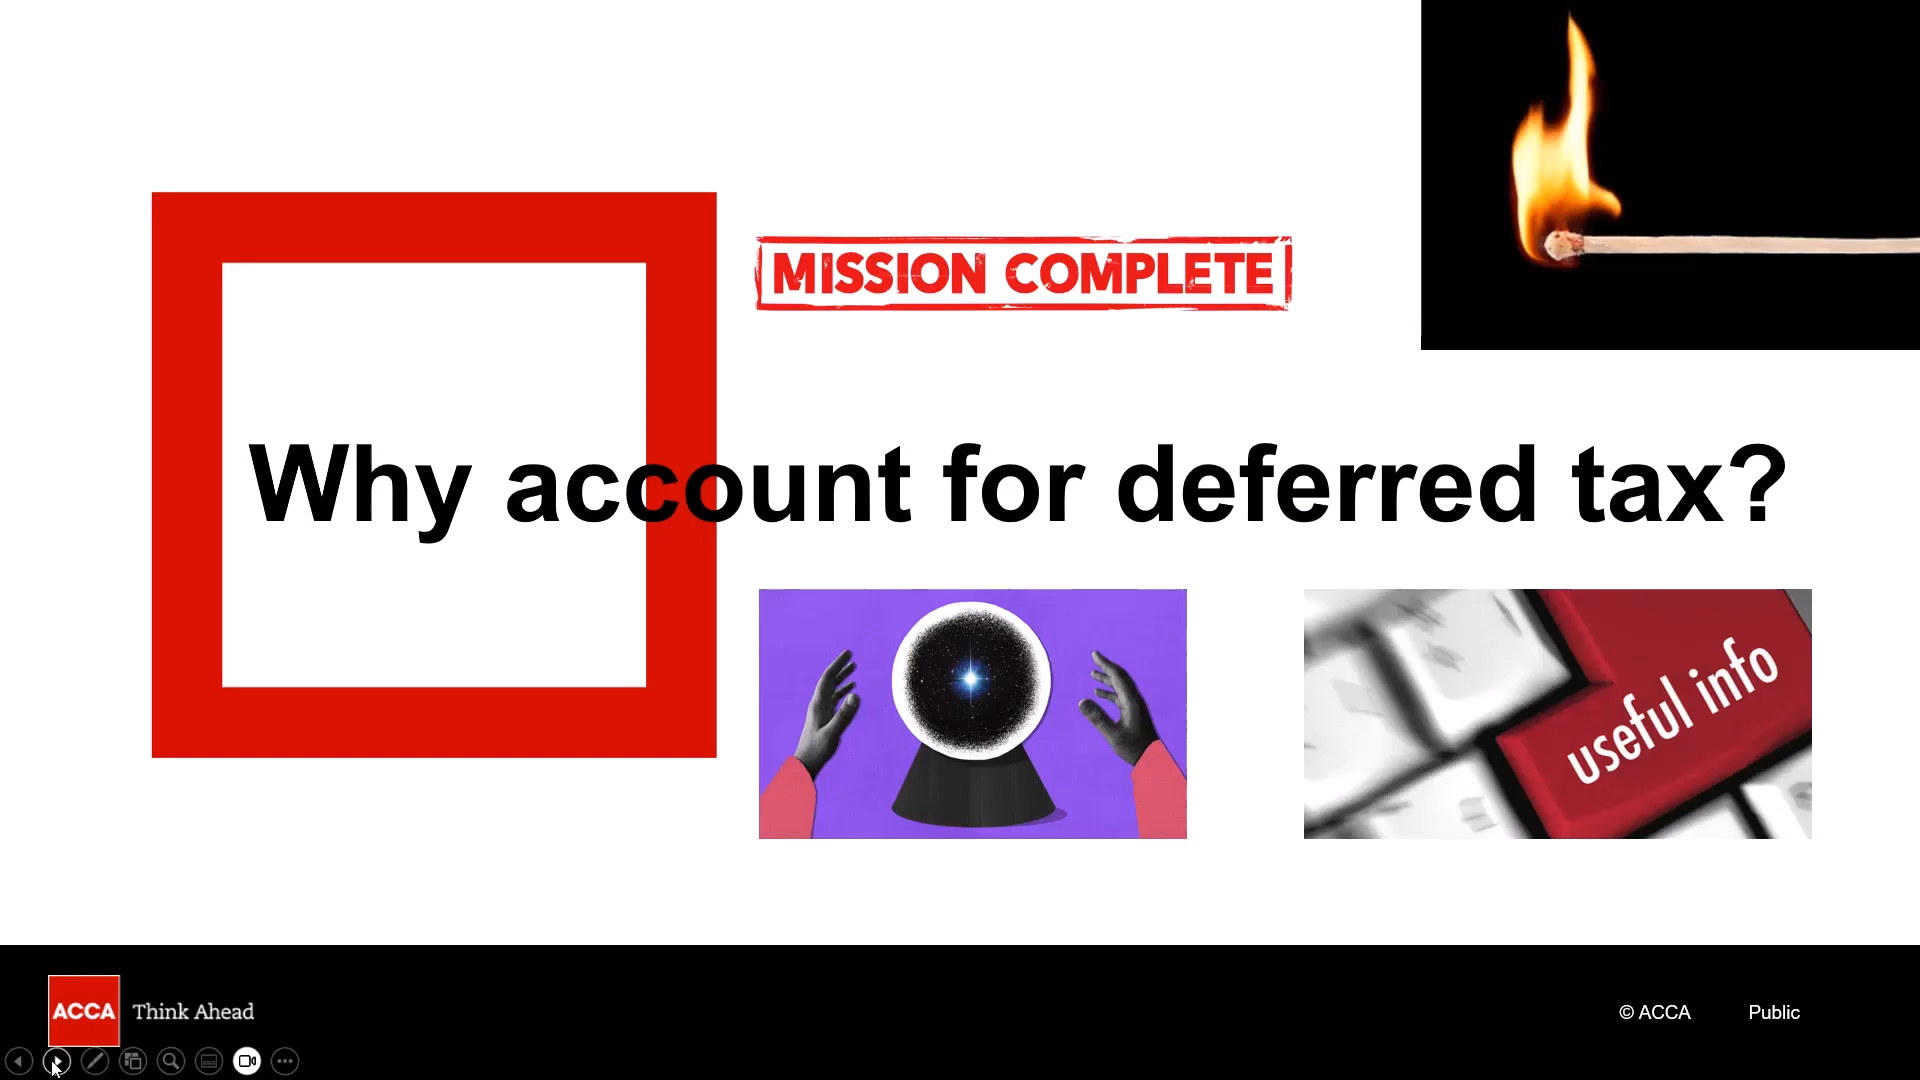 MISSION COMPLETE
Why account for deferred tax?
useful info
ACCA
Think Ahead
© ACCA
Public